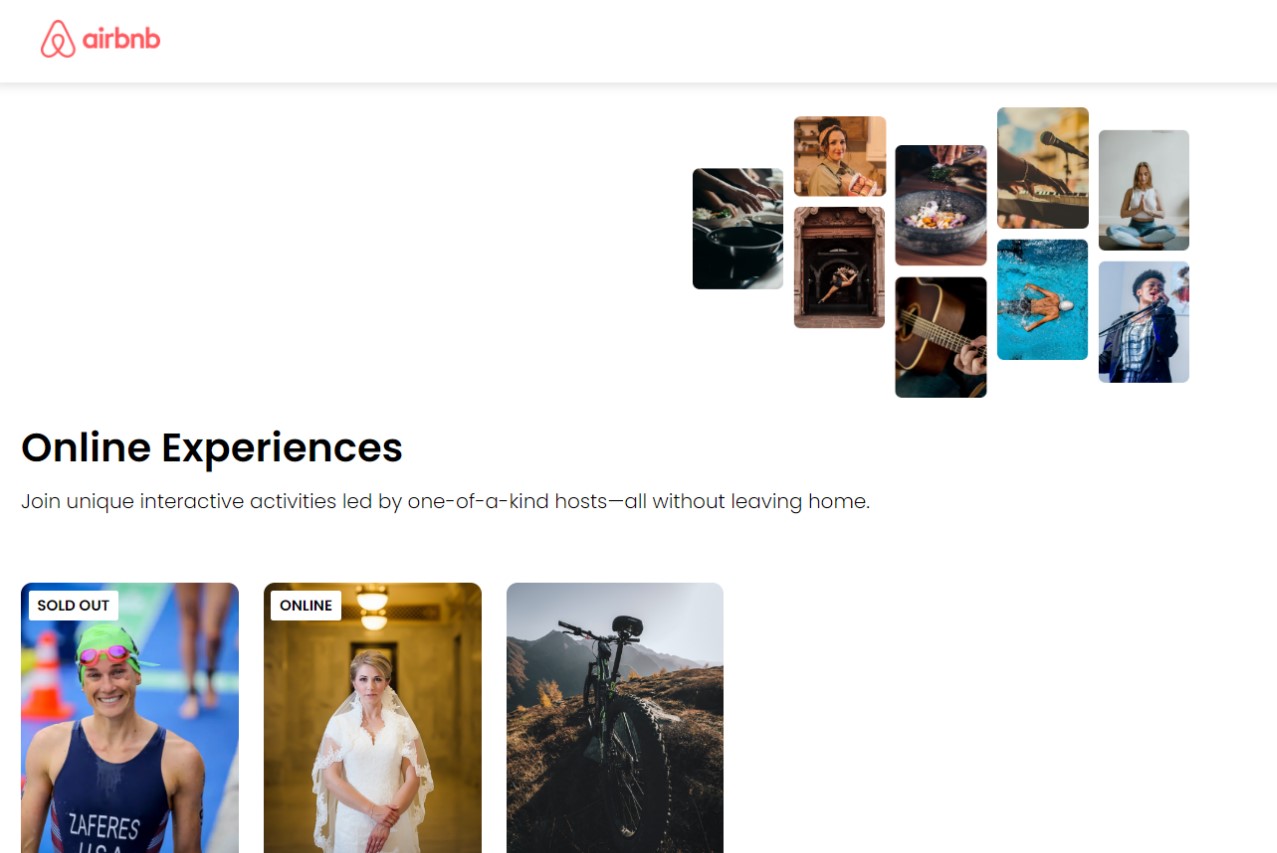 airbnb
Online Experiences
Join unique interactive activities led by one-of-a-kind hosts—all without leaving home.
SOLD OUT
ONLINE
ZAFERES
USA